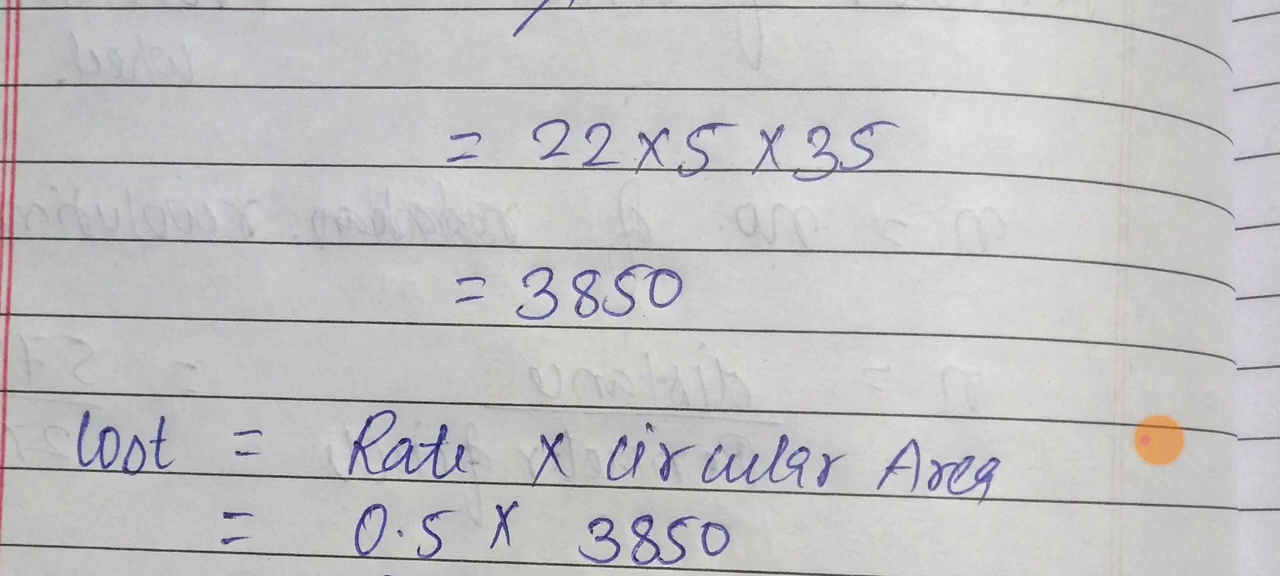 = 22 × 5 × 35
= 3850
Cost = Rate × circular Area
= 0.5 × 3850